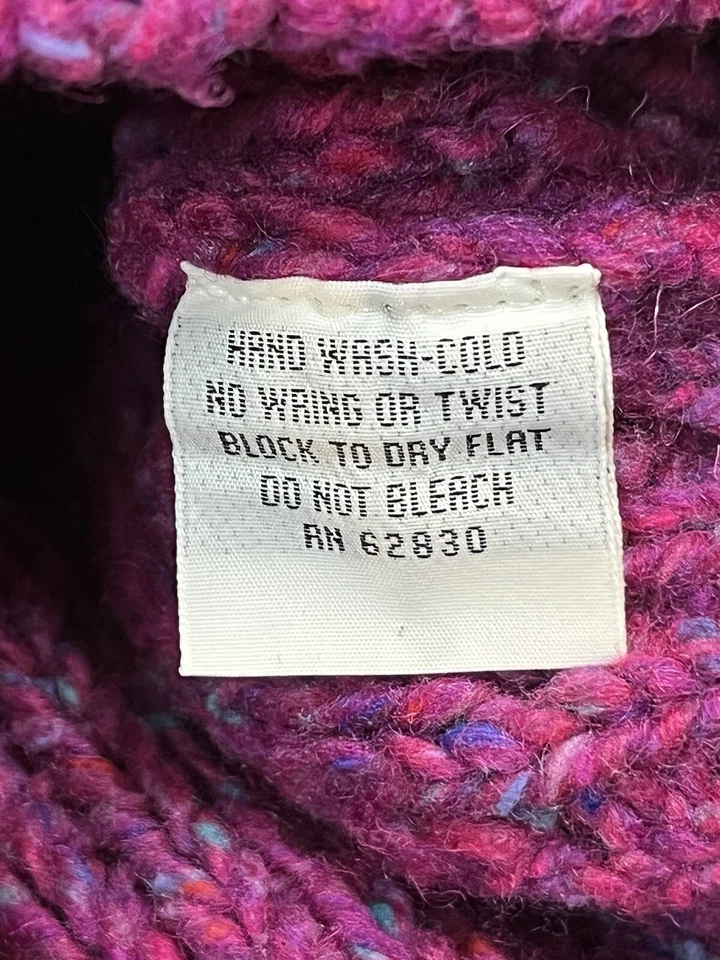 HAND WASH-COLD
NO WRING OR TWIST
BLOCK TO DRY FLAT
DO NOT BLEACH
RN 62830